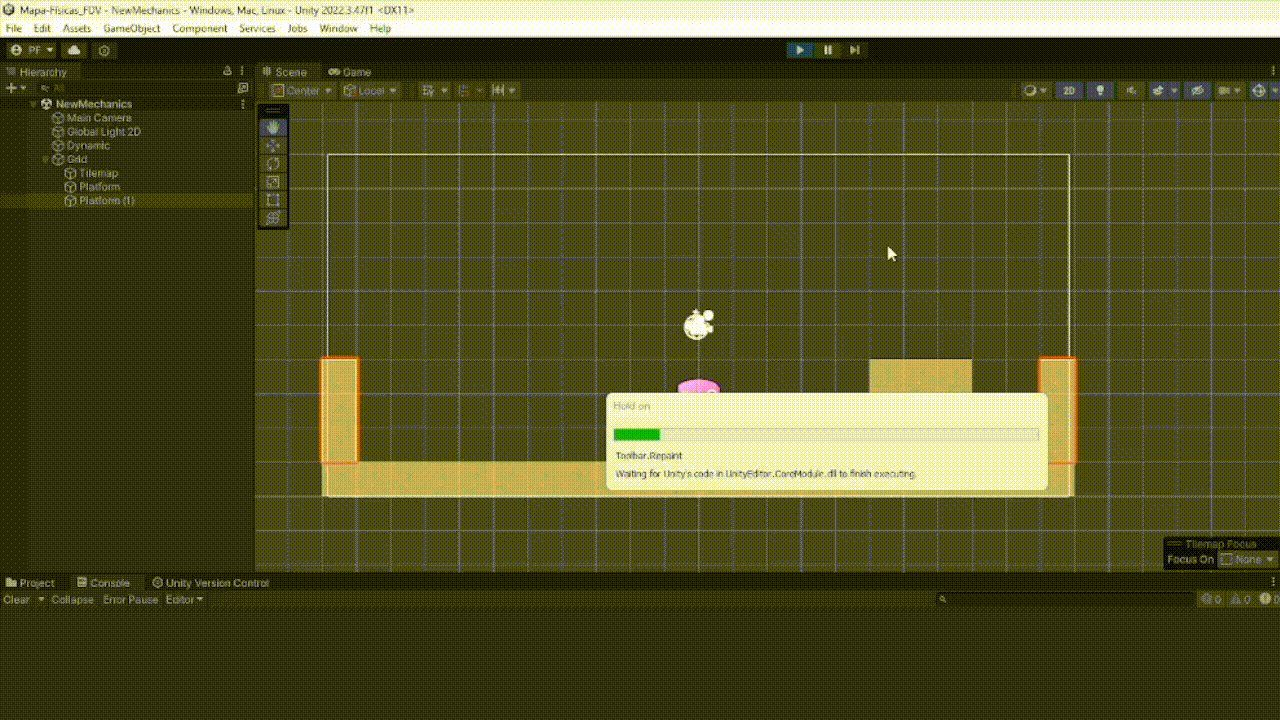 Mapa-Físicas_FDV - NewMechanics - Windows, Mac, Linux - Unity 2022.3.47f1 <DX11>
File Edit Assets GameObject Component Services Jobs Window Help
PF
Hierarchy
Scene Game
All
Center Local 2D
NewMechanics
Main Camera
Global Light 2D
Dynamic
Grid
Tilemap
Platform
Platform (1)
Hold on
Toolbar.Repaint
Waiting for Unity's code in UnityEditor.CoreModule.dll to finish executing.
Tilemap Focus
Focus On None
Project Console Unity Version Control
Clear Collapse Error Pause Editor 0 0 0